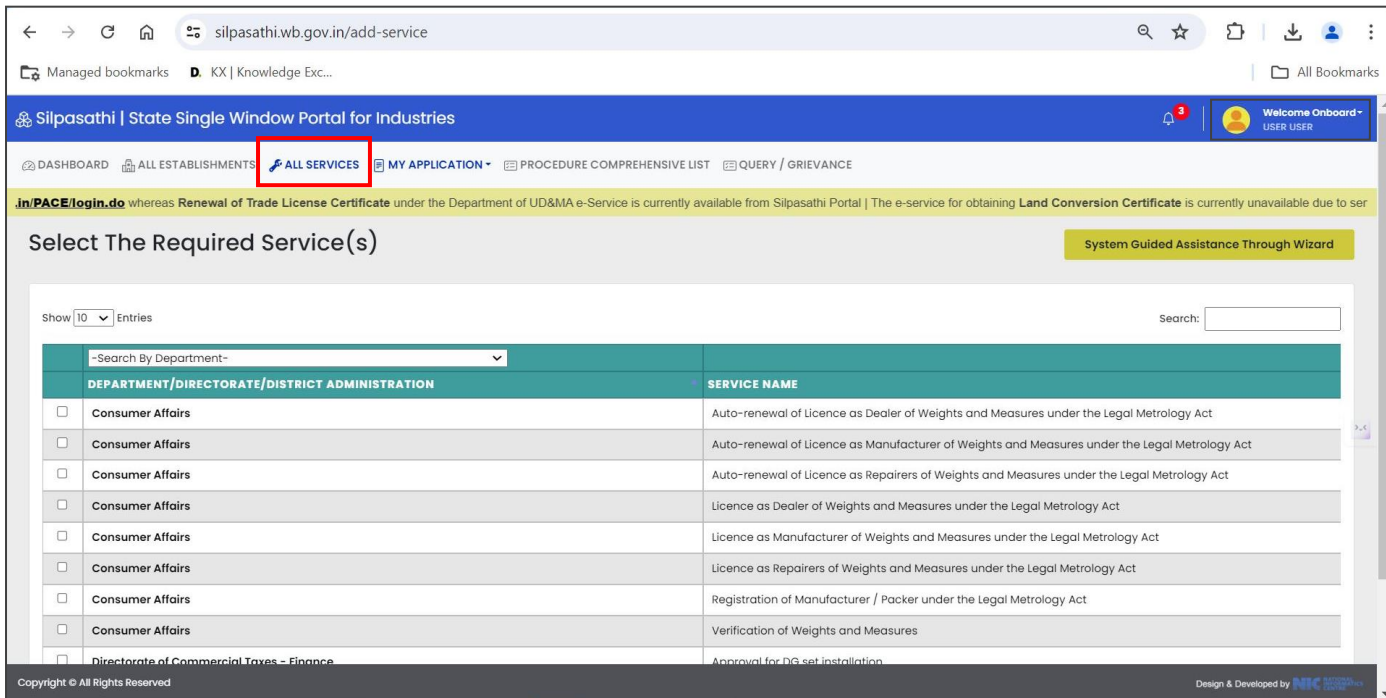 silpasathi.wb.gov.in/add-service
Managed bookmarks D. KX | Knowledge Exc... All Bookmarks
Silpasathi | State Single Window Portal for Industries 3 Welcome Onboard
USER USER
DASHBOARD ALL ESTABLISHMENTS ALL SERVICES MY APPLICATION PROCEDURE COMPREHENSIVE LIST QUERY / GRIEVANCE
.in/PACE/login.do whereas Renewal of Trade License Certificate under the Department of UD&MA e-Service is currently available from Silpasathi Portal | The e-service for obtaining Land Conversion Certificate is currently unavailable due to ser
Select The Required Service(s) System Guided Assistance Through Wizard
Show 10 Entries Search:
-Search By Department-
DEPARTMENT/DIRECTORATE/DISTRICT ADMINISTRATION SERVICE NAME
Consumer Affairs Auto-renewal of Licence as Dealer of Weights and Measures under the Legal Metrology Act
Consumer Affairs Auto-renewal of Licence as Manufacturer of Weights and Measures under the Legal Metrology Act
Consumer Affairs Auto-renewal of Licence as Repairers of Weights and Measures under the Legal Metrology Act
Consumer Affairs Licence as Dealer of Weights and Measures under the Legal Metrology Act
Consumer Affairs Licence as Manufacturer of Weights and Measures under the Legal Metrology Act
Consumer Affairs Licence as Repairers of Weights and Measures under the Legal Metrology Act
Consumer Affairs Registration of Manufacturer / Packer under the Legal Metrology Act
Consumer Affairs Verification of Weights and Measures
Directorate of Commercial Taxes - Finance Approval for DG set installation
Copyright © All Rights Reserved Design & Developed by NIC